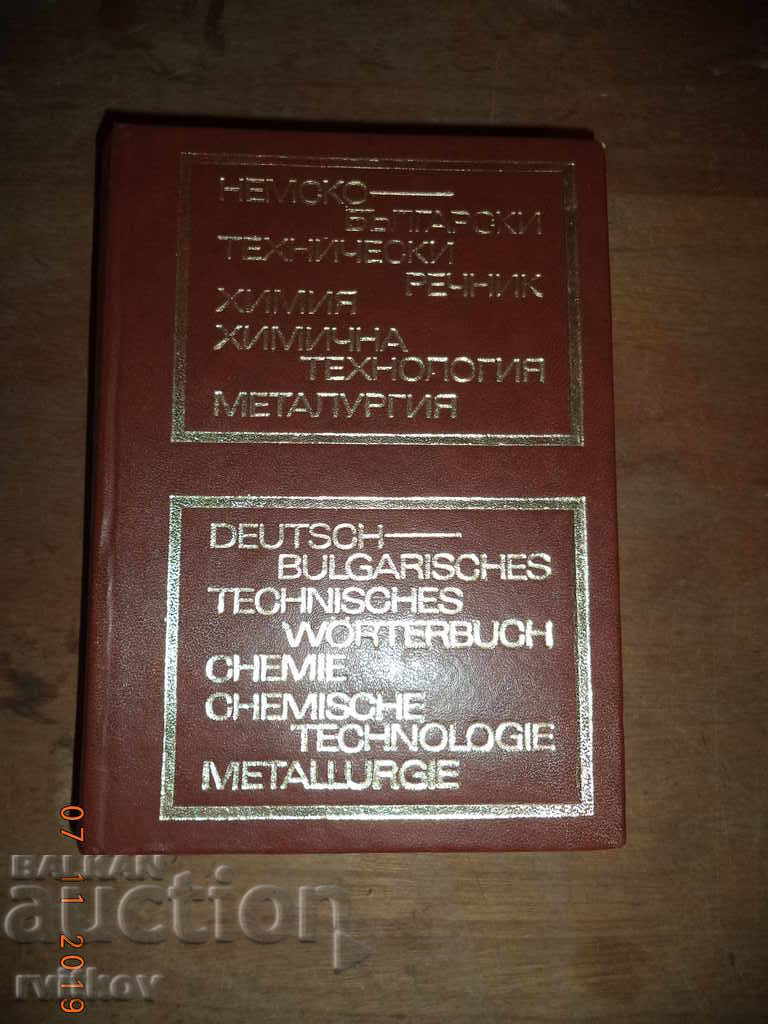 НЕМСКО—
БЪЛГАРСКИ
ТЕХНИЧЕСКИ
РЕЧНИК
ХИМИЯ
ХИМИЧНА
ТЕХНОЛОГИЯ
МЕТАЛУРГИЯ
DEUTSCH—
BULGARISCHES
TECHNISCHES
WÖRTERBUCH
CHEMIE
CHEMISCHE
TECHNOLOGIE
METALLURGIE
07 11 2019
BALKAN
auction
rvitkov